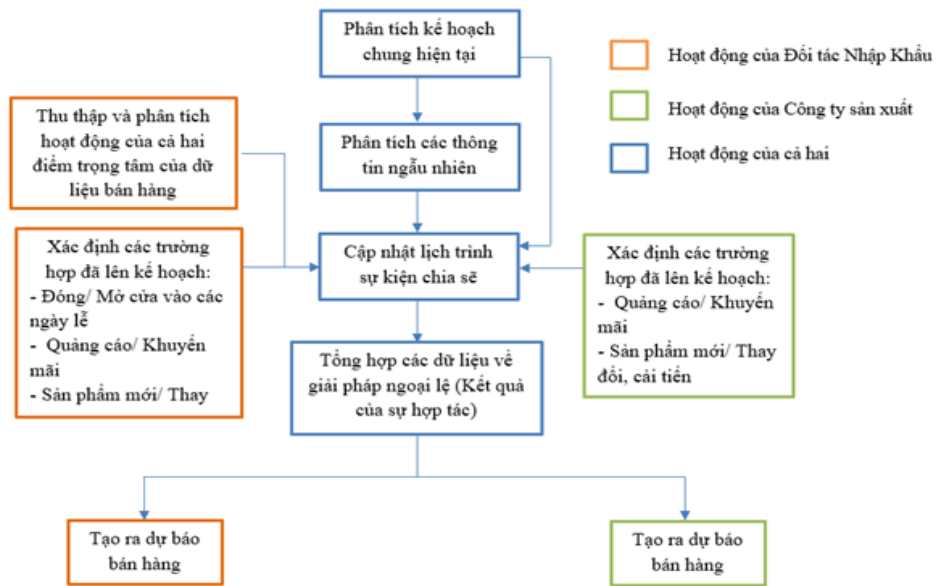 Phân tích kế hoạch
chung hiện tại
Hoạt động của Đối tác Nhập Khẩu
Hoạt động của Công ty sản xuất
Hoạt động của cả hai
Thu thập và phân tích
hoạt động của cả hai
điểm trọng tâm của dữ
liệu bán hàng
Phân tích các thông
tin ngẫu nhiên
Xác định các trường
hợp đã lên kế hoạch:
- Đóng/ Mở cửa vào các
ngày lễ
- Quảng cáo/ Khuyến
mãi
- Sản phẩm mới/ Thay
Cập nhật lịch trình
sự kiện chia sẽ
Xác định các trường
hợp đã lên kế hoạch:
- Quảng cáo/ Khuyến
mãi
- Sản phẩm mới/ Thay
đổi, cải tiến
Tổng hợp các dữ liệu về
giải pháp ngoại lệ (Kết quả
của sự hợp tác)
Tạo ra dự báo
bán hàng
Tạo ra dự báo
bán hàng